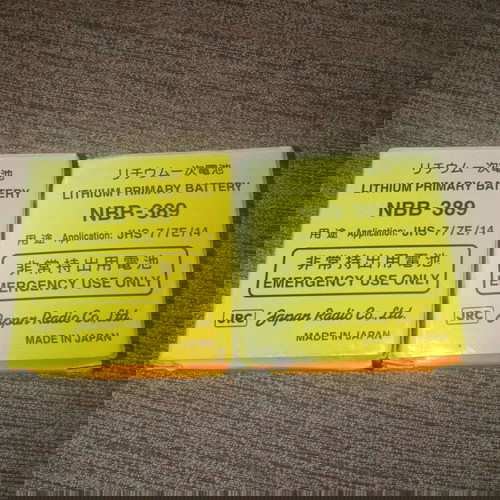 リチウム一次電池
LITHIUM PRIMARY BATTERY
NBB-389
用途 Application: JHS-7/ZE/14
非常持出用電池
EMERGENCY USE ONLY
JRC Japan Radio Co., Ltd.
MADE IN JAPAN
リチウム一次電池
LITHIUM PRIMARY BATTERY
NBB-389
用途 Application: JHS-7/ZE/14
非常持出用電池
EMERGENCY USE ONLY
JRC Japan Radio Co., Ltd.
MADE IN JAPAN